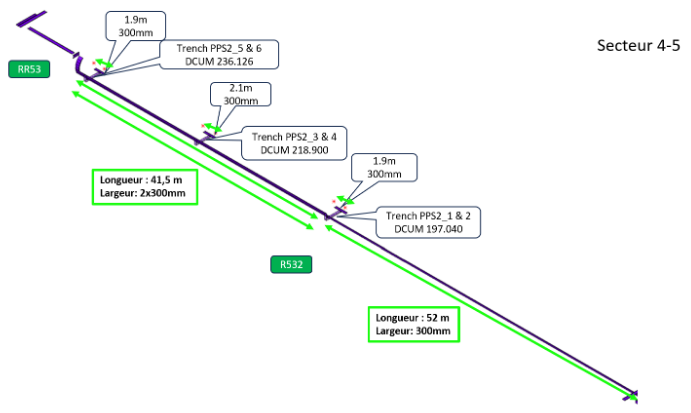 1.9m
300mm
Secteur 4-5
Trench PPS2_5 & 6
DCUM 236.126
RR53
2.1m
300mm
Trench PPS2_3 & 4
DCUM 218.900
1.9m
300mm
Longueur : 41,5 m
Largeur: 2x300mm
Trench PPS2_1 & 2
DCUM 197.040
R532
Longueur : 52 m
Largeur: 300mm